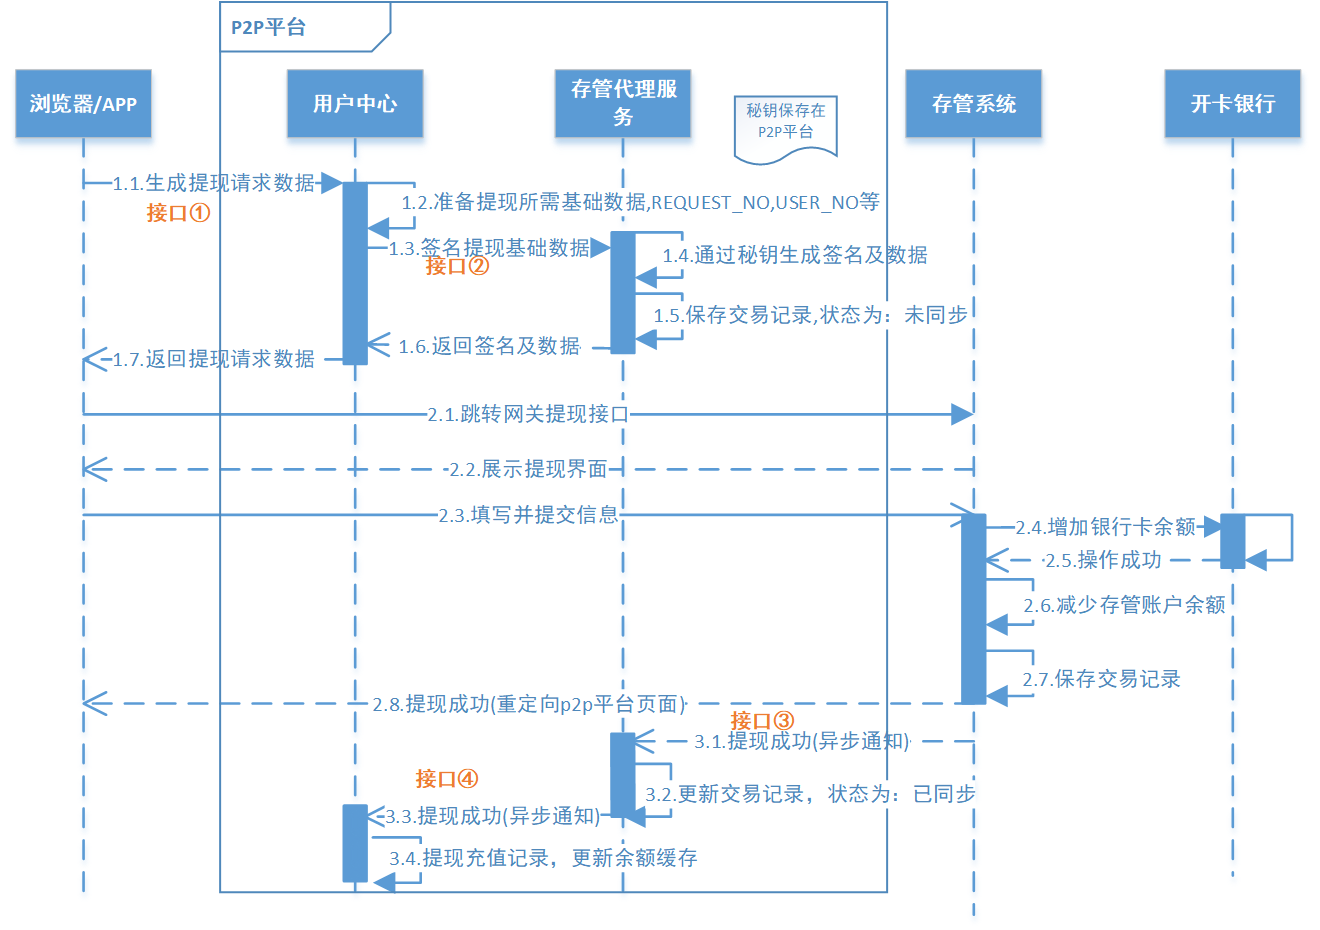 P2P平台
浏览器/APP
用户中心
存管代理服
务
秘钥保存在
P2P平台
存管系统
开卡银行
1.1.生成提现请求数据
接口①
1.2.准备提现所需基础数据,REQUEST_NO,USER_NO等
1.3.签名提现基础数据
接口②
1.4.通过秘钥生成签名及数据
1.5.保存交易记录,状态为：未同步
1.6.返回签名及数据
1.7.返回提现请求数据
2.1.跳转网关提现接口
2.2.展示提现界面
2.3.填写并提交信息
2.4.增加银行卡余额
2.5.操作成功
2.6.减少存管账户余额
2.7.保存交易记录
2.8.提现成功(重定向p2p平台页面)
接口③
3.1.提现成功(异步通知)
接口④
3.2.更新交易记录，状态为：已同步
3.3.提现成功(异步通知)
3.4.提现充值记录，更新余额缓存